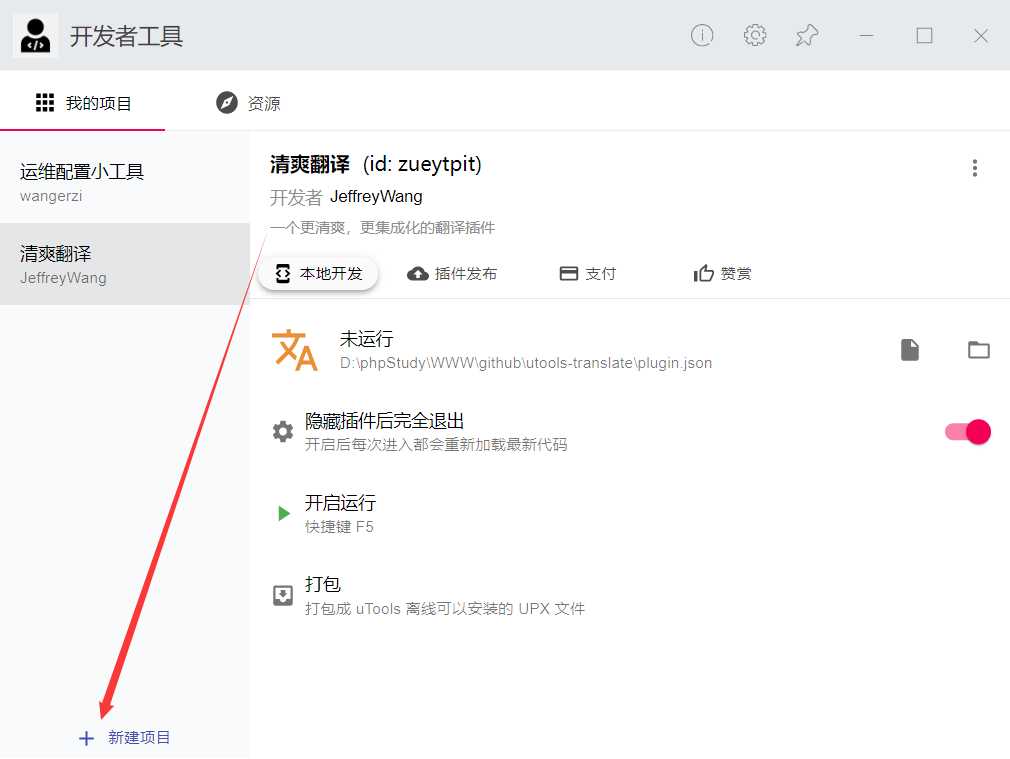 开发者工具
我的项目
资源
运维配置小工具
wangerzi
清爽翻译
JeffreyWang
新建项目
清爽翻译 (id: zueytpit)
开发者 JeffreyWang
一个更清爽，更集成化的翻译插件
本地开发
插件发布
支付
赞赏
未运行
D:\phpStudy\WWW\github\utools-translate\plugin.json
隐藏插件后完全退出
开启后每次进入都会重新加载最新代码
开启运行
快捷键 F5
打包
打包成 uTools 离线可以安装的 UPX 文件